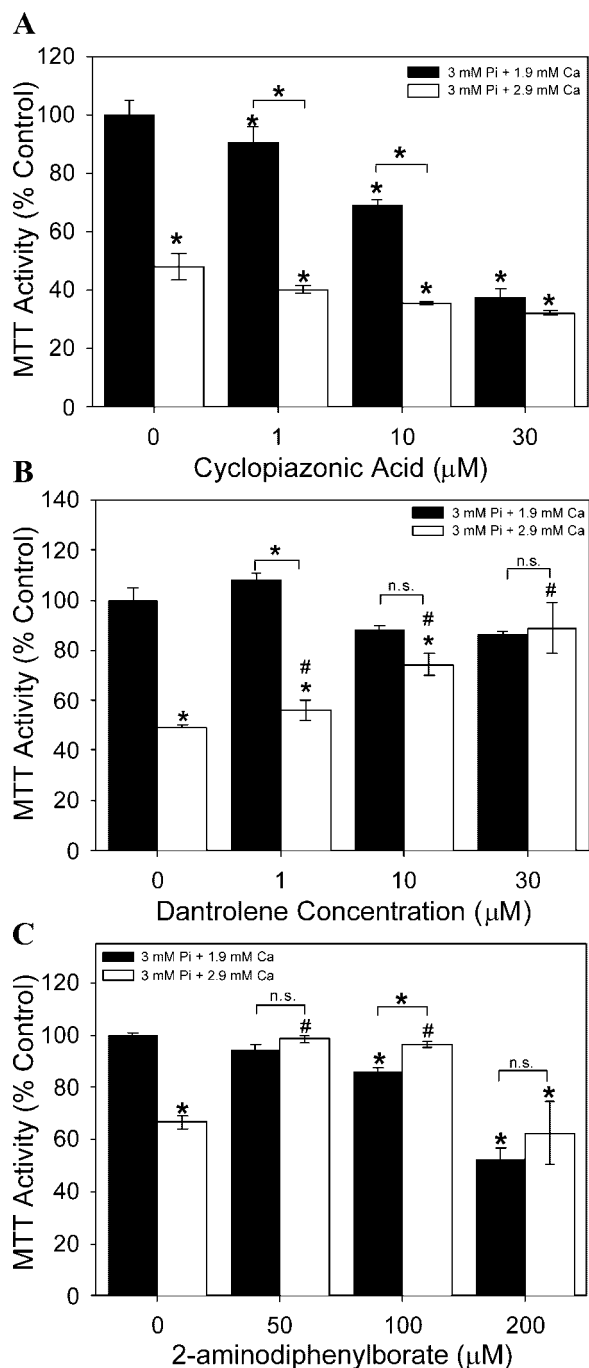 A
120
100
80
60
40
20
0
MTT Activity (% Control)
3 mM Pi + 1.9 mM Ca
3 mM Pi + 2.9 mM Ca
* * * * * * * * *
0 1 10 30
Cyclopiazonic Acid (μM)
B
140
120
100
80
60
40
20
0
MTT Activity (% Control)
3 mM Pi + 1.9 mM Ca
3 mM Pi + 2.9 mM Ca
* n.s. n.s.
# # #
* * *
0 1 10 30
Dantrolene Concentration (μM)
C
120
100
80
60
40
20
0
MTT Activity (% Control)
3 mM Pi + 1.9 mM Ca
3 mM Pi + 2.9 mM Ca
n.s. * n.s.
# #
* * * *
0 50 100 200
2-aminodiphenylborate (μM)